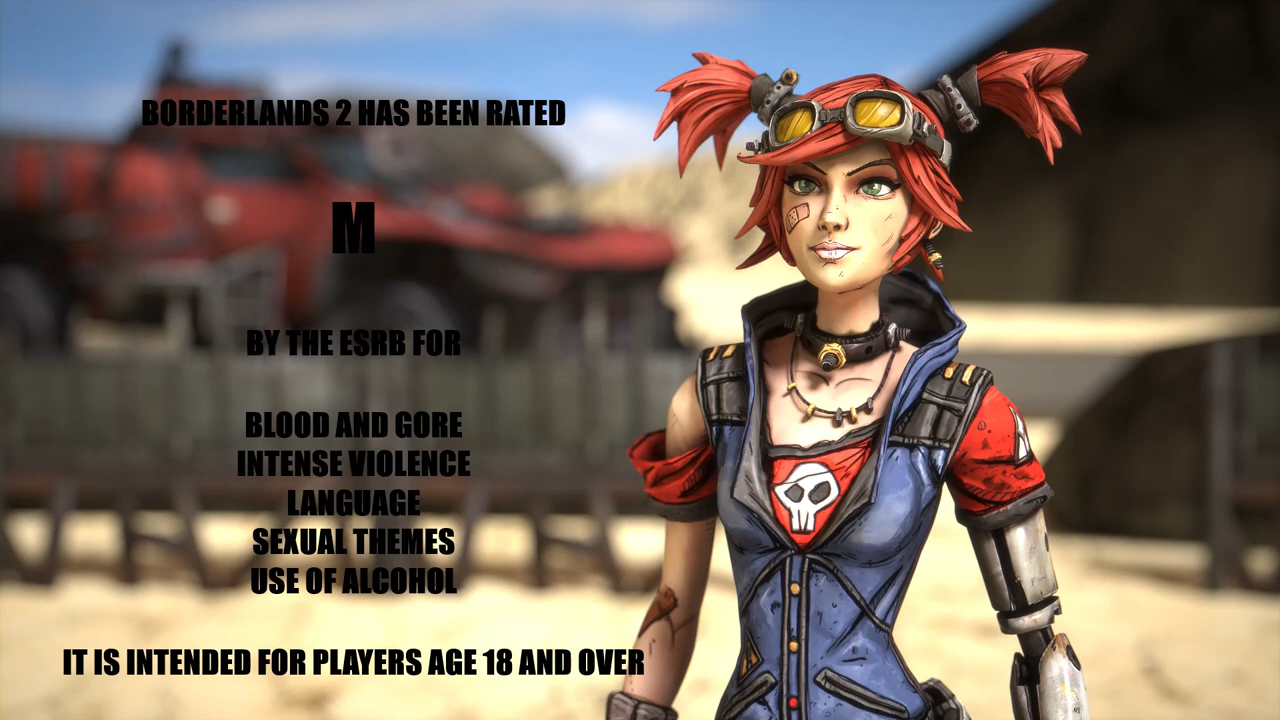 BORDERLANDS 2 HAS BEEN RATED
M
BY THE ESRB FOR
BLOOD AND GORE
INTENSE VIOLENCE
LANGUAGE
SEXUAL THEMES
USE OF ALCOHOL
IT IS INTENDED FOR PLAYERS AGE 18 AND OVER